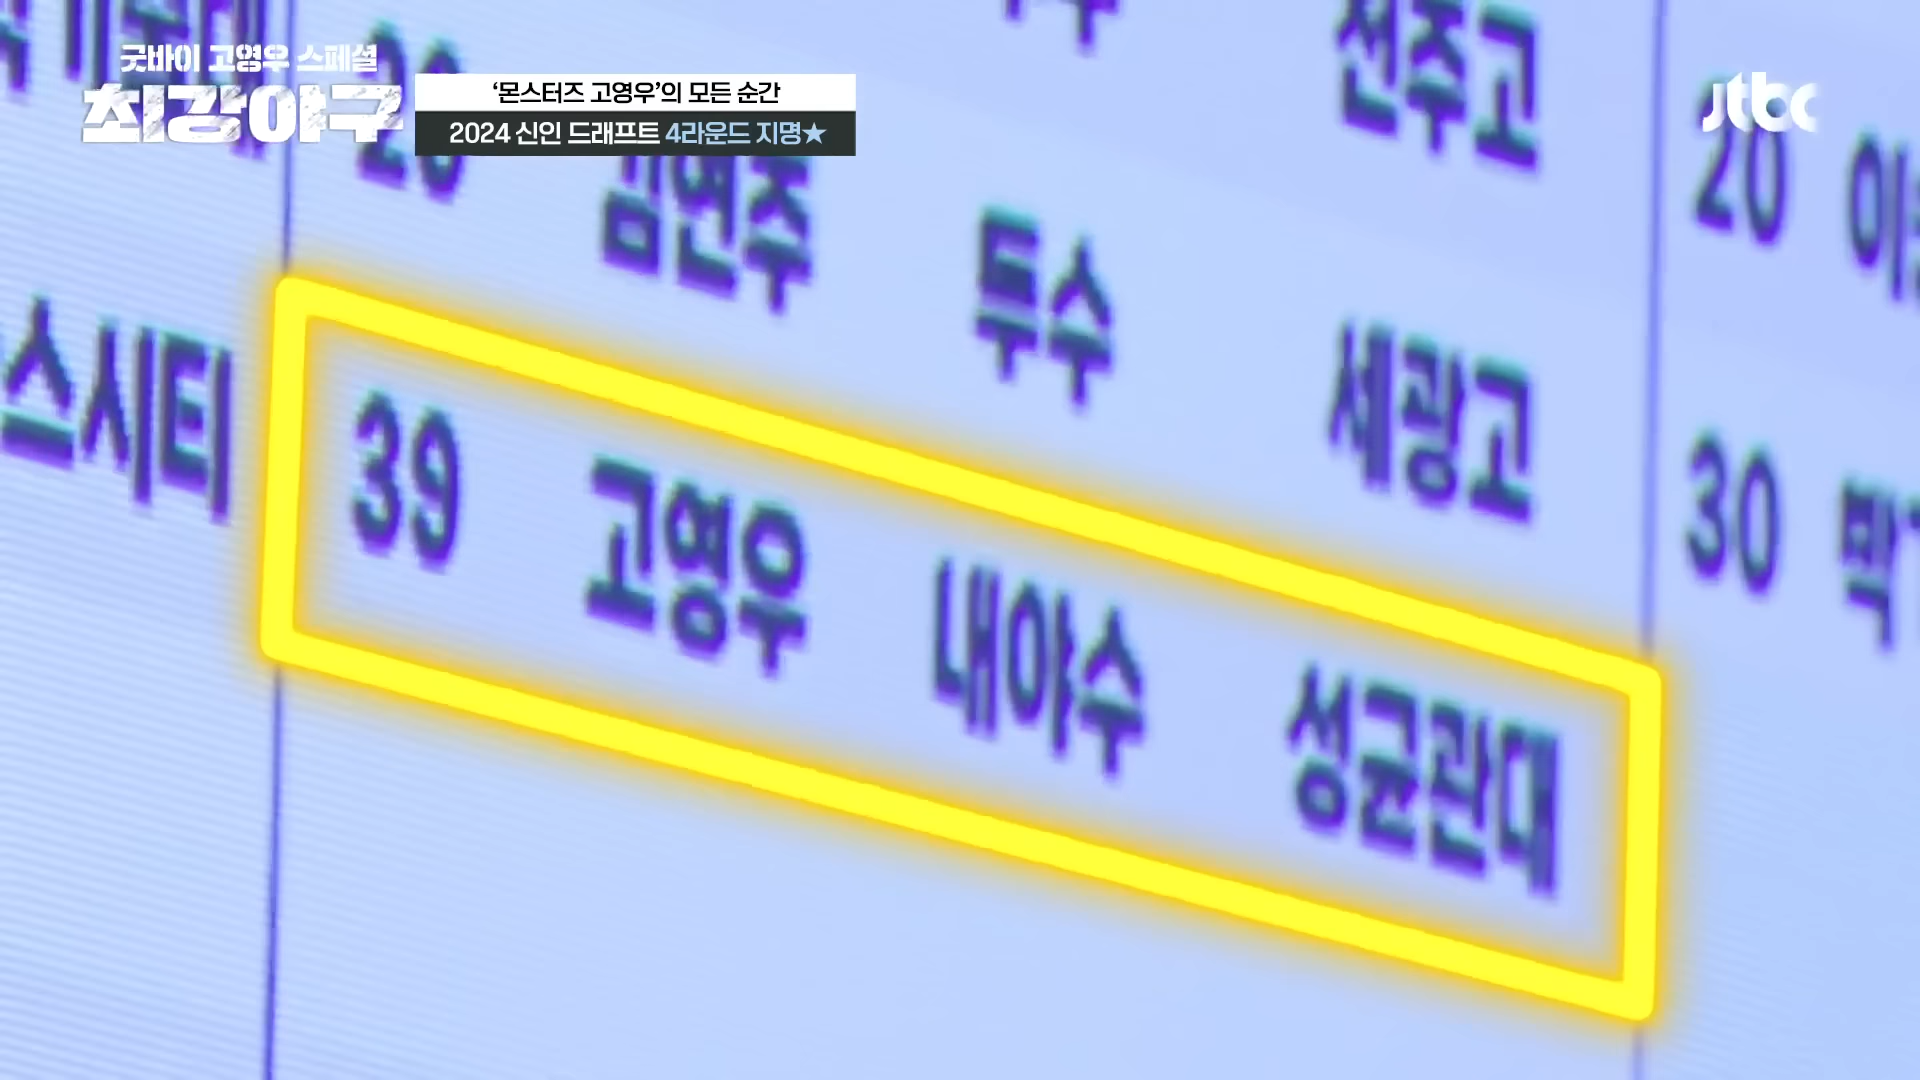 굿바이 고영우 스페셜
최강야구
'몬스터즈 고영우'의 모든 순간
2024 신인 드래프트 4라운드 지명★
jtbc
전주고
20
김연주 투수 세광고
30
스시티
39 고영우 내야수 성균관대